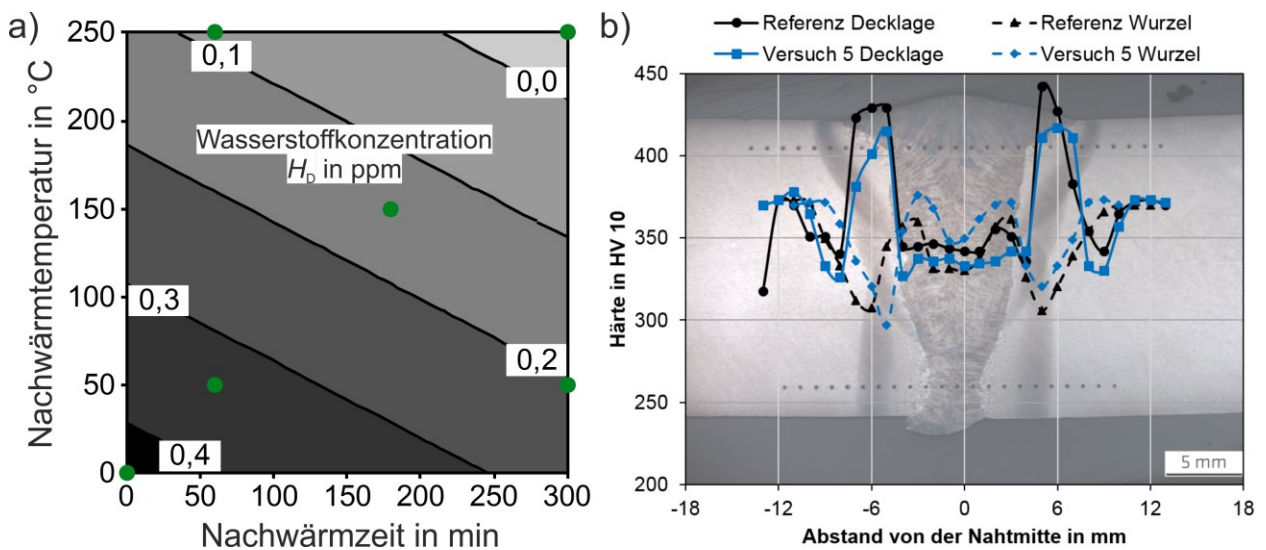 a)
Nachwärmtemperatur in °C
250
200
150
100
50
0
0,1
0,0
Wasserstoffkonzentration
H_D in ppm
0,3
0,2
0,4
0 50 100 150 200 250 300
Nachwärmzeit in min
b)
Referenz Decklage
Referenz Wurzel
Versuch 5 Decklage
Versuch 5 Wurzel
Härte in HV 10
450
400
350
300
250
200
5 mm
-18 -12 -6 0 6 12 18
Abstand von der Nahtmitte in mm